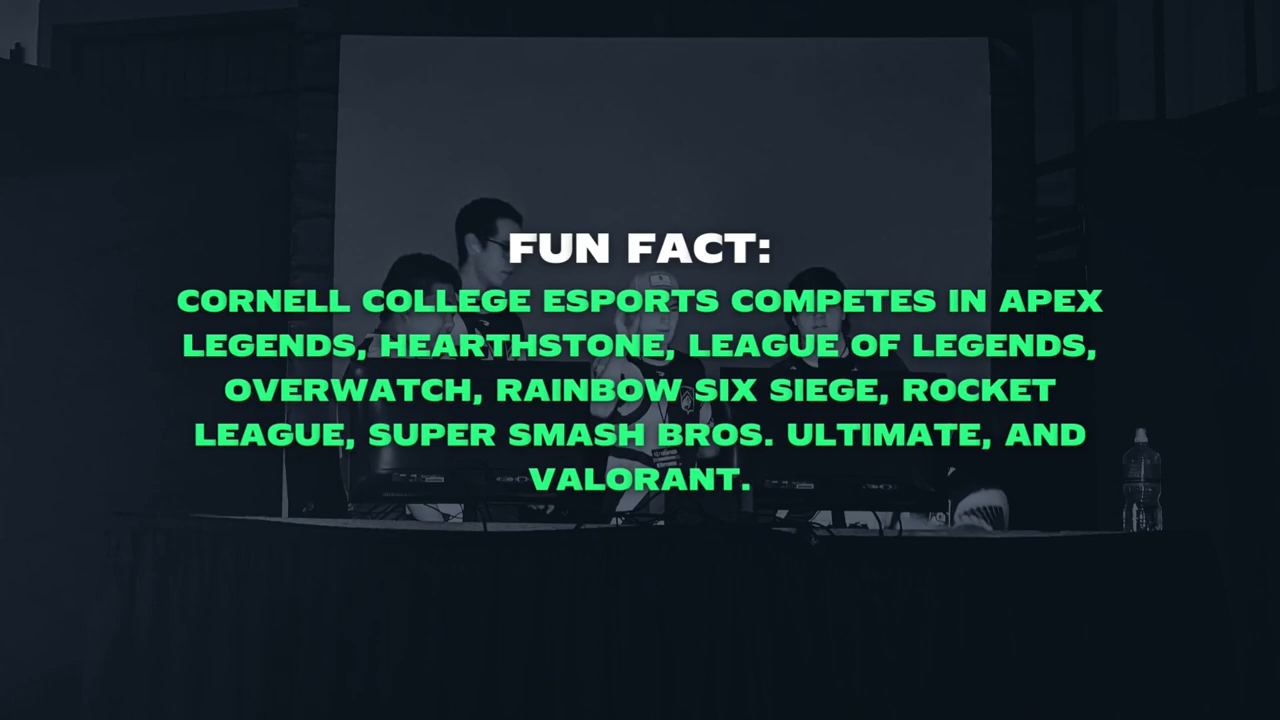 FUN FACT:
CORNELL COLLEGE ESPORTS COMPETES IN APEX
LEGENDS, HEARTHSTONE, LEAGUE OF LEGENDS,
OVERWATCH, RAINBOW SIX SIEGE, ROCKET
LEAGUE, SUPER SMASH BROS. ULTIMATE, AND
VALORANT.